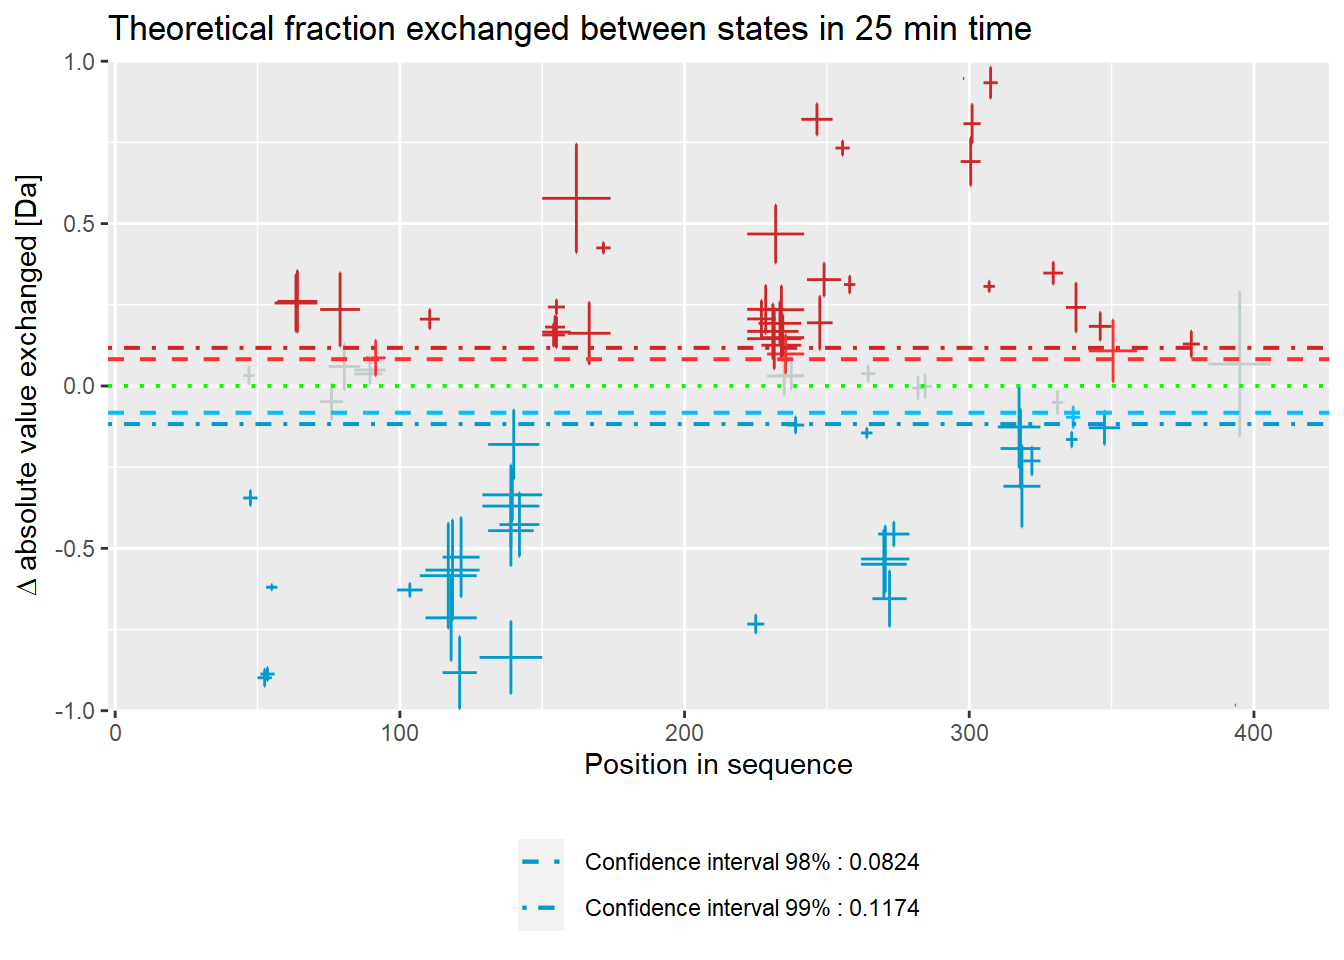 Theoretical fraction exchanged between states in 25 min time
Δ absolute value exchanged [Da]
1.0
0.5
0.0
-0.5
-1.0
0 100 200 300 400
Position in sequence
Confidence interval 98% : 0.0824
Confidence interval 99% : 0.1174